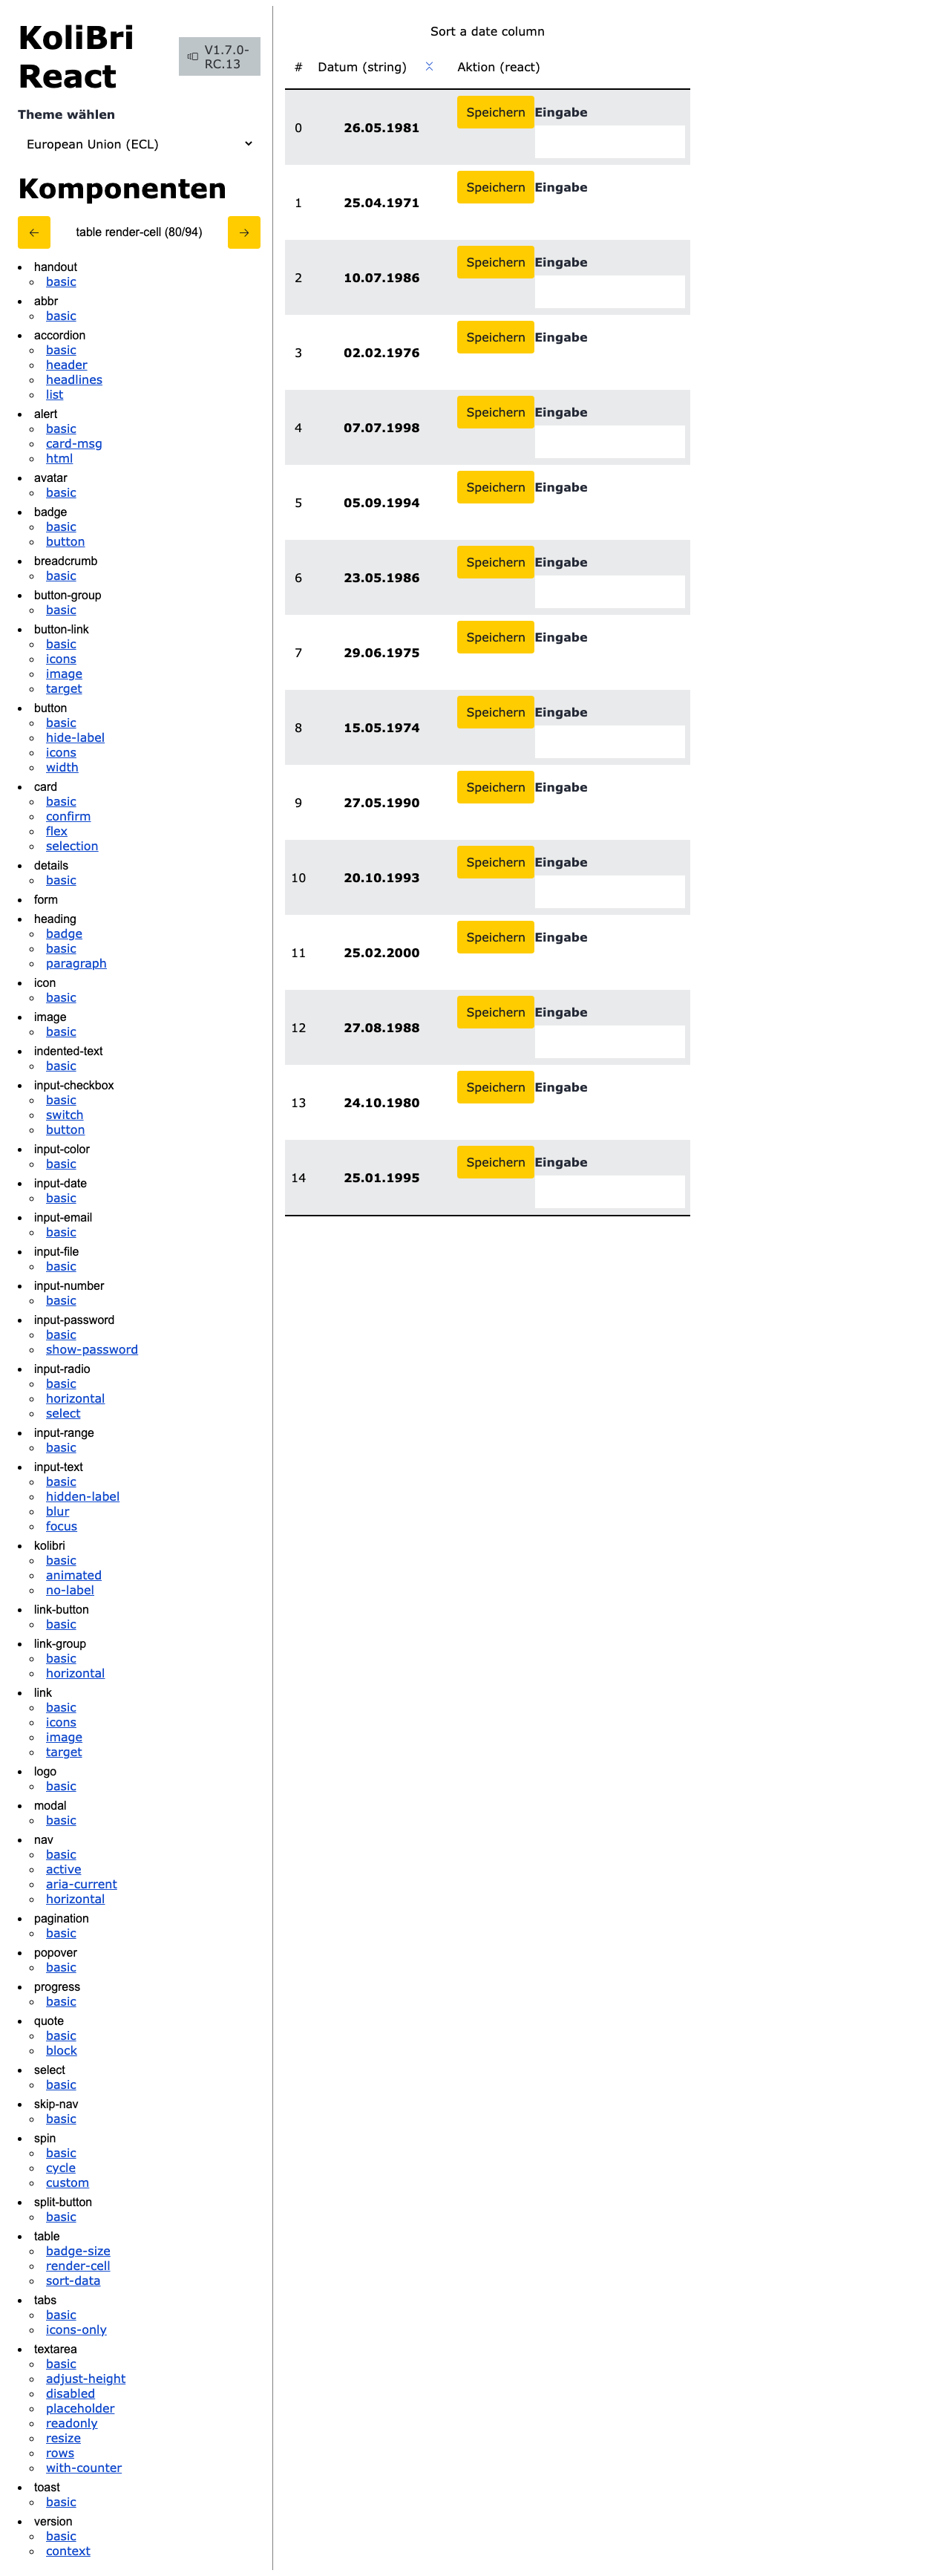 KoliBri
React
V1.7.0-
RC.13
Theme wählen
European Union (ECL)
Komponenten
table render-cell (80/94)
handout
basic
abbr
basic
accordion
basic
header
headlines
list
alert
basic
card-msg
html
avatar
basic
badge
basic
button
breadcrumb
basic
button-group
basic
button-link
basic
icons
image
target
button
basic
hide-label
icons
width
card
basic
confirm
flex
selection
details
basic
form
heading
badge
basic
paragraph
icon
basic
image
basic
indented-text
basic
input-checkbox
basic
switch
button
input-color
basic
input-date
basic
input-email
basic
input-file
basic
input-number
basic
input-password
basic
show-password
input-radio
basic
horizontal
select
input-range
basic
input-text
basic
hidden-label
blur
focus
kolibri
basic
animated
no-label
link-button
basic
link-group
basic
horizontal
link
basic
icons
image
target
logo
basic
modal
basic
nav
basic
active
aria-current
horizontal
pagination
basic
popover
basic
progress
basic
quote
basic
block
select
basic
skip-nav
basic
spin
basic
cycle
custom
split-button
basic
table
badge-size
render-cell
sort-data
tabs
basic
icons-only
textarea
basic
adjust-height
disabled
placeholder
readonly
resize
rows
with-counter
toast
basic
version
basic
context
Sort a date column
# Datum (string) Aktion (react)
0 26.05.1981 Speichern Eingabe
1 25.04.1971 Speichern Eingabe
2 10.07.1986 Speichern Eingabe
3 02.02.1976 Speichern Eingabe
4 07.07.1998 Speichern Eingabe
5 05.09.1994 Speichern Eingabe
6 23.05.1986 Speichern Eingabe
7 29.06.1975 Speichern Eingabe
8 15.05.1974 Speichern Eingabe
9 27.05.1990 Speichern Eingabe
10 20.10.1993 Speichern Eingabe
11 25.02.2000 Speichern Eingabe
12 27.08.1988 Speichern Eingabe
13 24.10.1980 Speichern Eingabe
14 25.01.1995 Speichern Eingabe